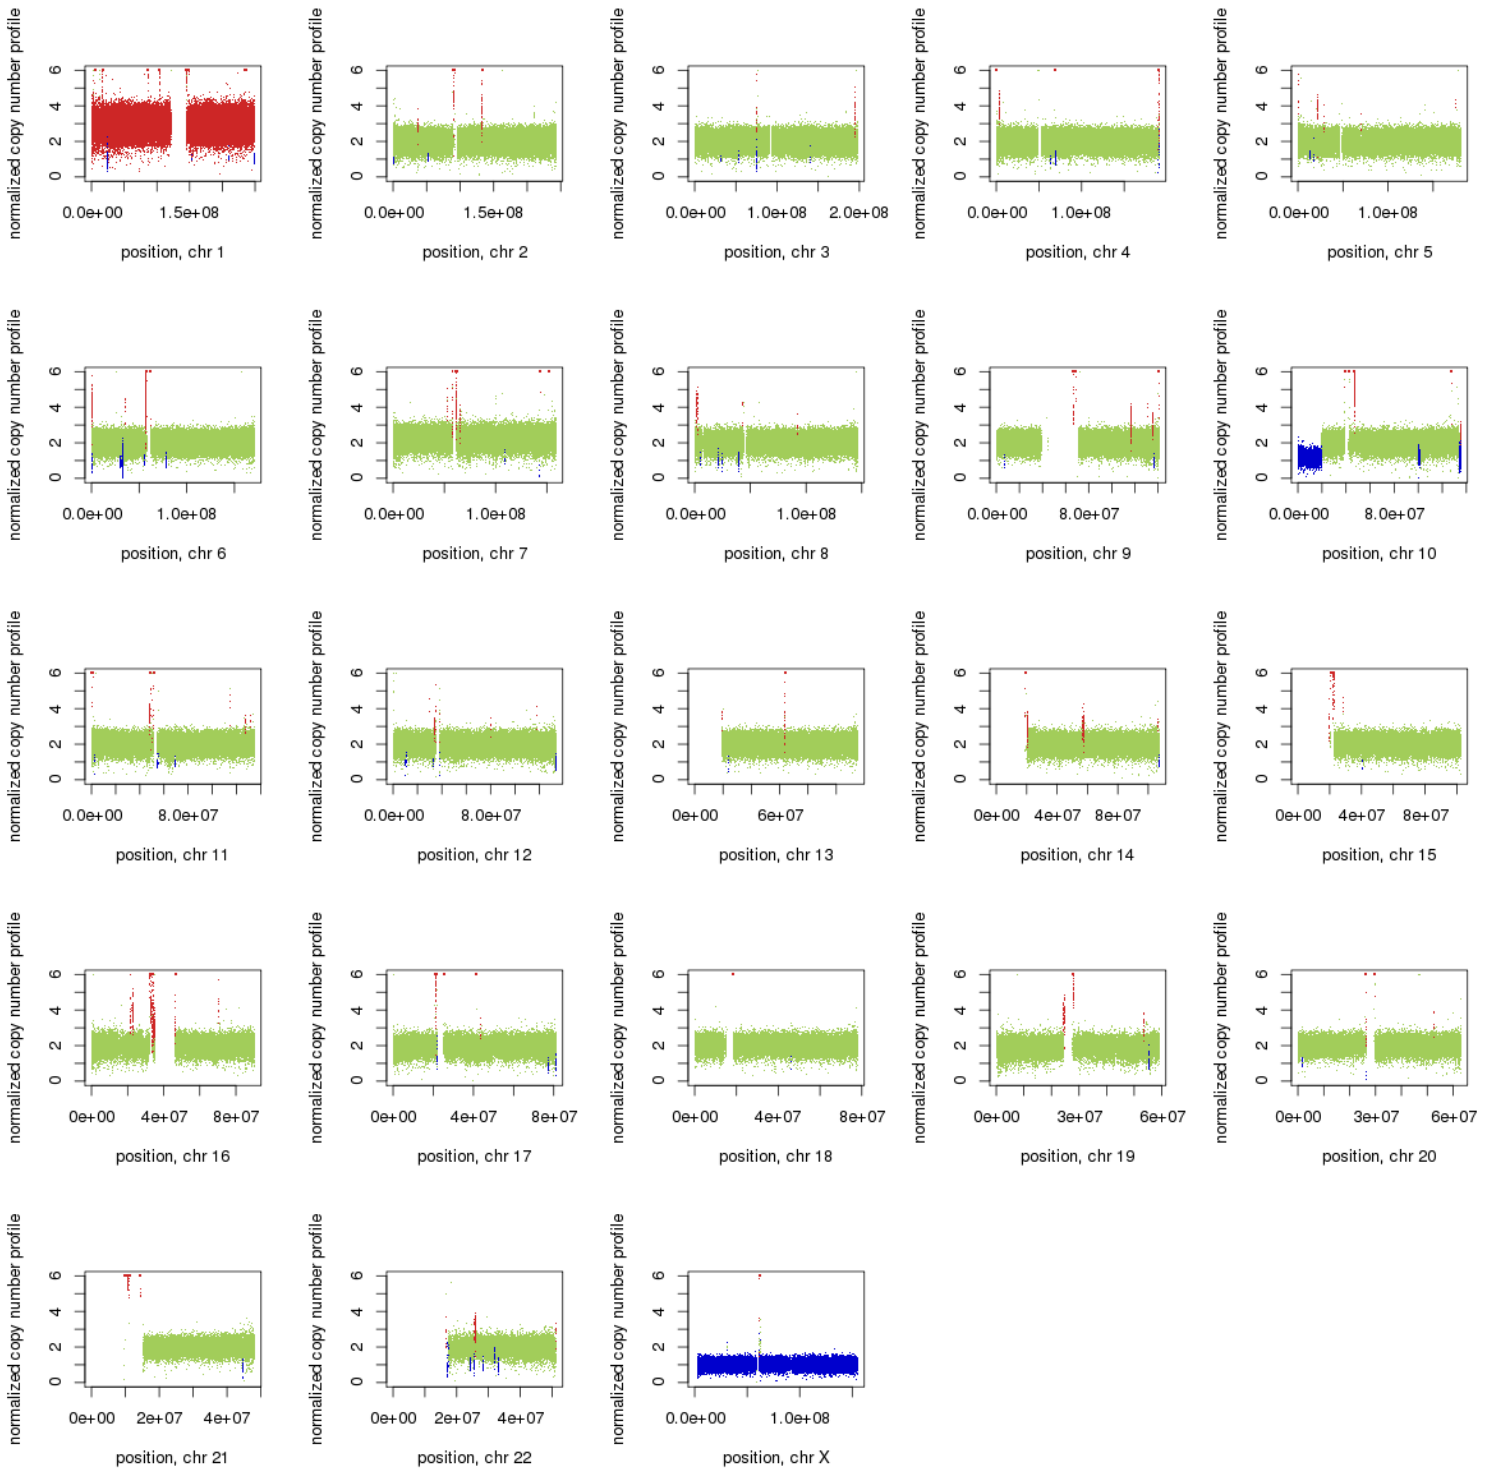 normalized copy number profile
0 2 4 6
0.0e+00 1.5e+08
position, chr 1
normalized copy number profile
0 2 4 6
0.0e+00 1.5e+08
position, chr 2
normalized copy number profile
0 2 4 6
0.0e+00 1.0e+08 2.0e+08
position, chr 3
normalized copy number profile
0 2 4 6
0.0e+00 1.0e+08
position, chr 4
normalized copy number profile
0 2 4 6
0.0e+00 1.0e+08
position, chr 5
normalized copy number profile
0 2 4 6
0.0e+00 1.0e+08
position, chr 6
normalized copy number profile
0 2 4 6
0.0e+00 1.0e+08
position, chr 7
normalized copy number profile
0 2 4 6
0.0e+00 1.0e+08
position, chr 8
normalized copy number profile
0 2 4 6
0.0e+00 8.0e+07
position, chr 9
normalized copy number profile
0 2 4 6
0.0e+00 8.0e+07
position, chr 10
normalized copy number profile
0 2 4 6
0.0e+00 8.0e+07
position, chr 11
normalized copy number profile
0 2 4 6
0.0e+00 8.0e+07
position, chr 12
normalized copy number profile
0 2 4 6
0e+00 6e+07
position, chr 13
normalized copy number profile
0 2 4 6
0e+00 4e+07 8e+07
position, chr 14
normalized copy number profile
0 2 4 6
0e+00 4e+07 8e+07
position, chr 15
normalized copy number profile
0 2 4 6
0e+00 4e+07 8e+07
position, chr 16
normalized copy number profile
0 2 4 6
0e+00 4e+07 8e+07
position, chr 17
normalized copy number profile
0 2 4 6
0e+00 4e+07 8e+07
position, chr 18
normalized copy number profile
0 2 4 6
0e+00 3e+07 6e+07
position, chr 19
normalized copy number profile
0 2 4 6
0e+00 3e+07 6e+07
position, chr 20
normalized copy number profile
0 2 4 6
0e+00 2e+07 4e+07
position, chr 21
normalized copy number profile
0 2 4 6
0e+00 2e+07 4e+07
position, chr 22
normalized copy number profile
0 2 4 6
0.0e+00 1.0e+08
position, chr X